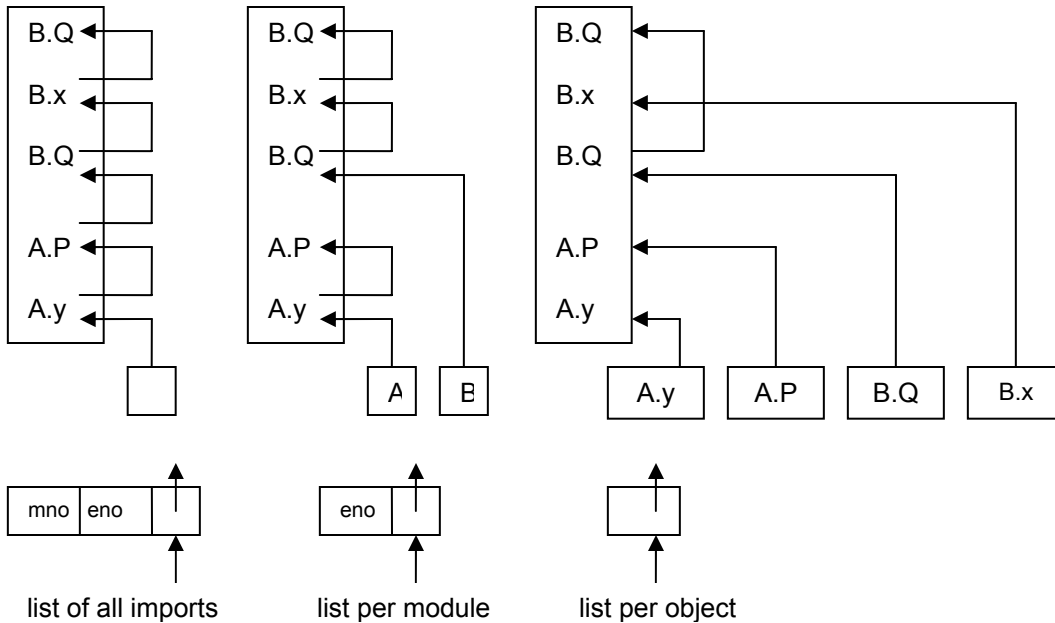 B.Q
B.x
B.Q
A.P
A.y
B.Q
B.x
B.Q
A.P
A.y
A
B
B.Q
B.x
B.Q
A.P
A.y
A.y
A.P
B.Q
B.x
mno eno
eno
list of all imports
list per module
list per object